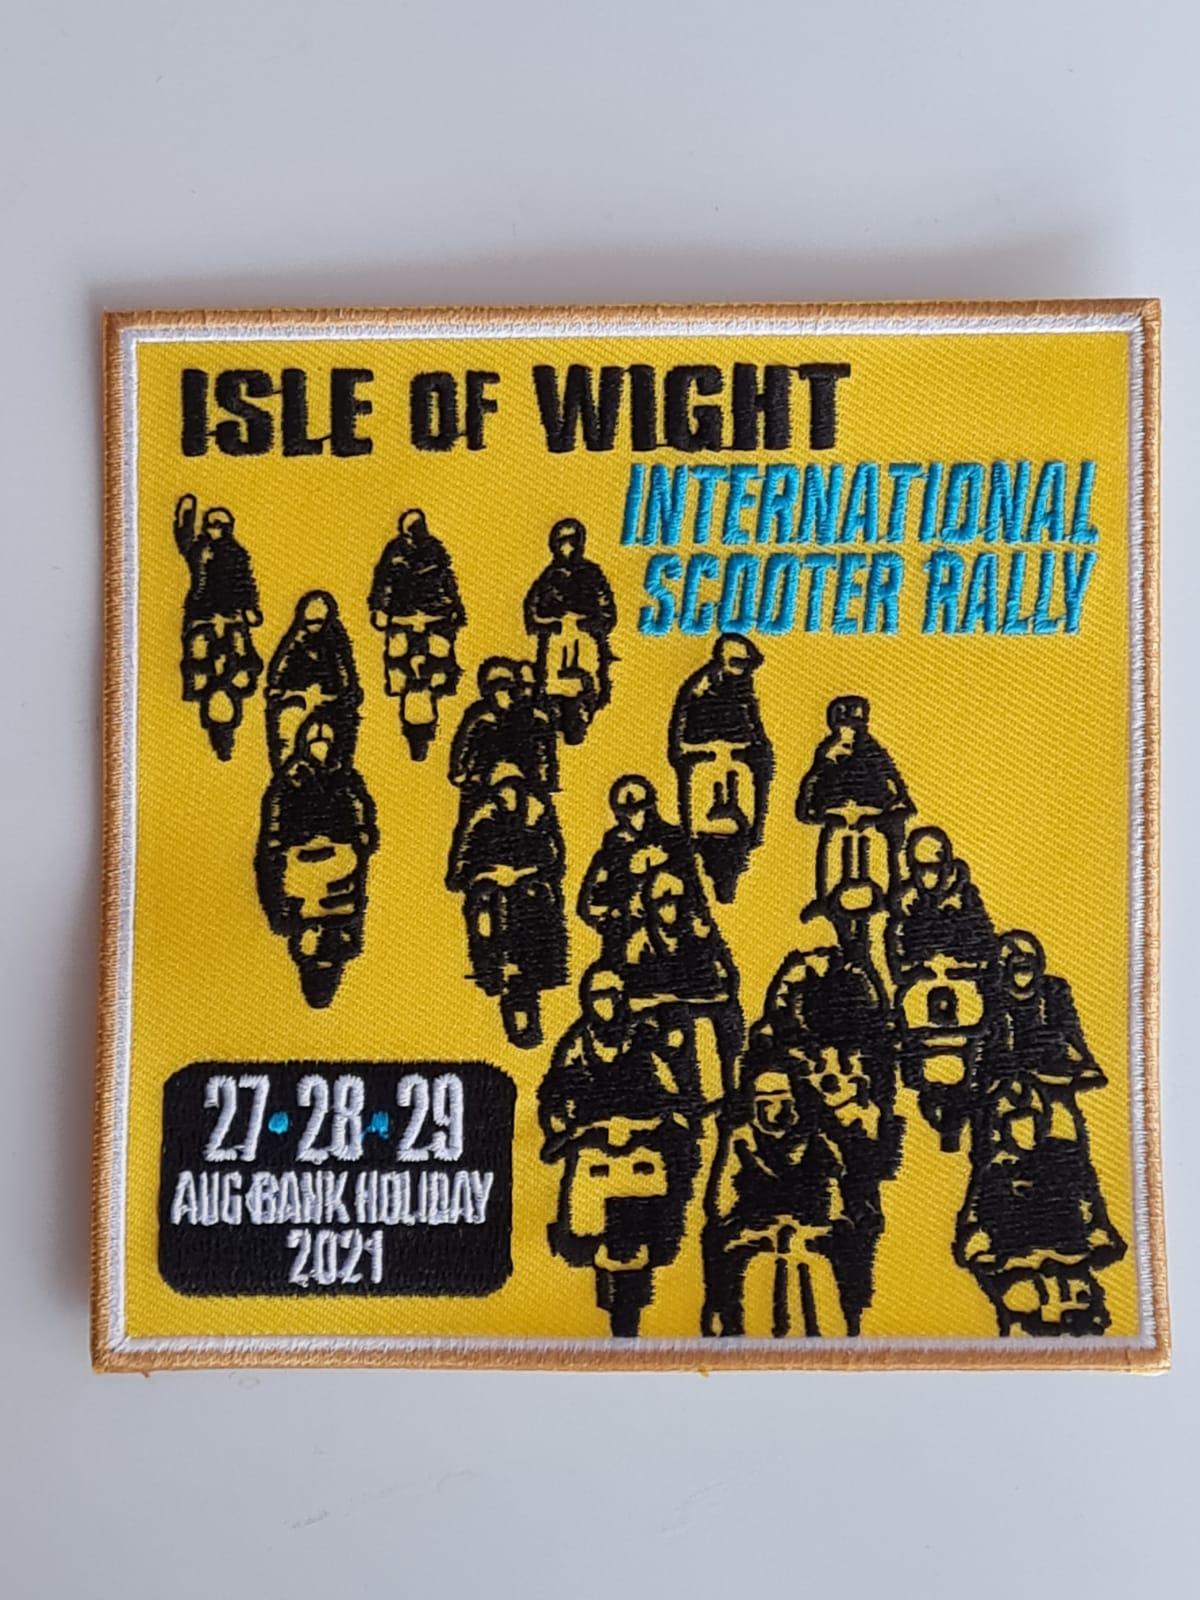 ISLE OF WIGHT
INTERNATIONAL
SCOOTER RALLY
27•28•29
AUG BANK HOLIDAY
2021